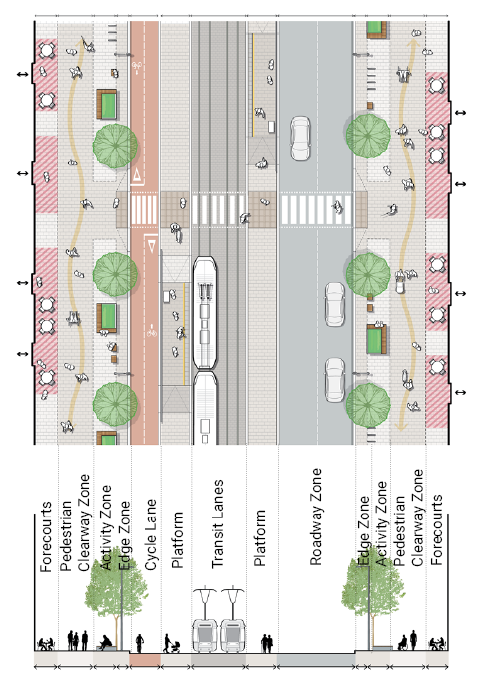 Forecourts
Pedestrian
Clearway Zone
Activity Zone
Edge Zone
Cycle Lane
Platform
Transit Lanes
Platform
Roadway Zone
Edge Zone
Activity Zone
Pedestrian
Clearway Zone
Forecourts